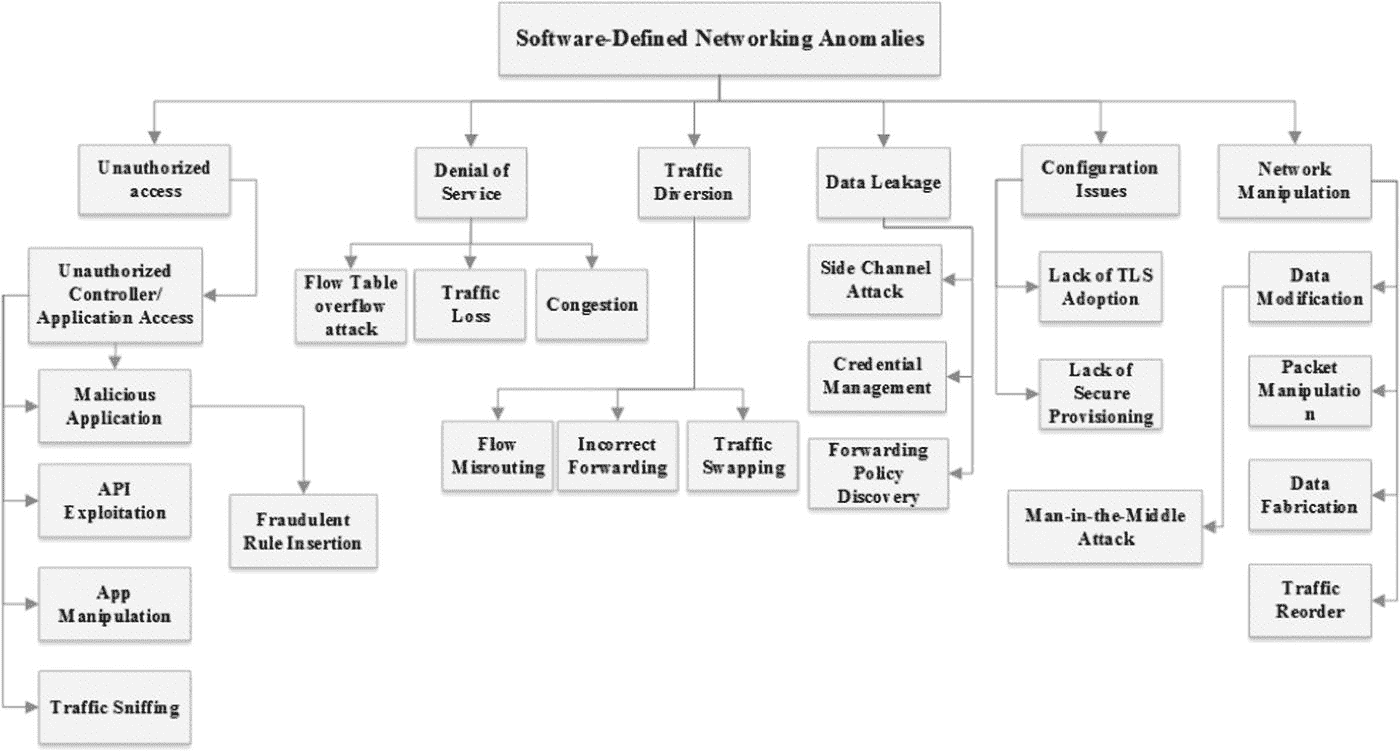 Software-Defined Networking Anomalies
Unauthorized
access
Denial of
Service
Traffic
Diversion
Data Leakage
Configuration
Issues
Network
Manipulation
Unauthorized
Controller/
Application Access
Flow Table
overflow
attack
Traffic
Loss
Congestion
Side Channel
Attack
Lack of TLS
Adoption
Data
Modification
Malicious
Application
Credential
Management
Lack of
Secure
Provisioning
Packet
Manipulatio
n
Flow
Misrouting
Incorrect
Forwarding
Traffic
Swapping
Forwarding
Policy
Discovery
API
Exploitation
Fraudulent
Rule Insertion
Man-in-the-Middle
Attack
Data
Fabrication
App
Manipulation
Traffic
Reorder
Traffic Sniffing